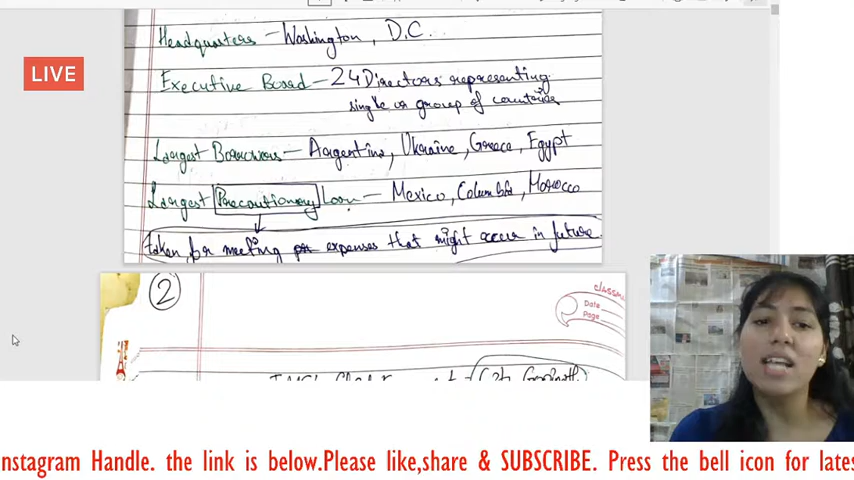 Headquarters - Washington, D.C.
LIVE
Executive Board - 24 Directors representing
single or group of countries
Largest Borrowers - Argentina, Ukraine, Greece, Egypt
Largest Precautionary Loan - Mexico, Columbia, Morocco
taken for meeting expenses that might occur in future.
2
Date
Page
nstagram Handle. the link is below.Please like,share & SUBSCRIBE. Press the bell icon for lates